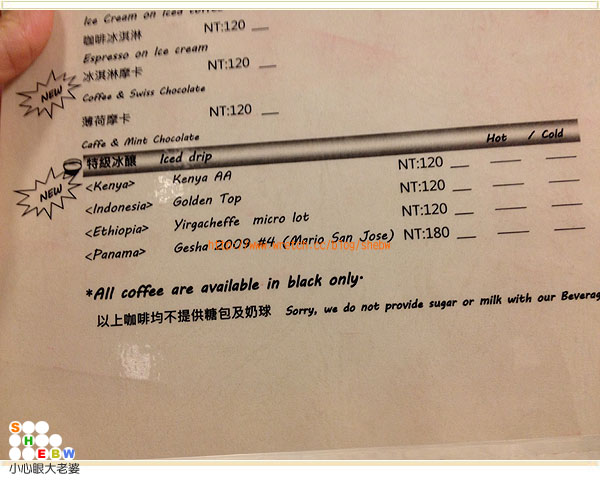 Ice Cream on Iced coffee
咖啡冰淇淋 NT:120
Espresso on Ice cream
冰淇淋摩卡 NT:120
NEW
Coffee & Swiss Chocolate
薄荷摩卡 NT:120
Caffe & Mint Chocolate
9 特級冰釀 Iced drip Hot / Cold
NEW
<Kenya> Kenya AA NT:120
<Indonesia> Golden Top NT:120
<Ethiopia> Yirgacheffe micro lot NT:120
<Panama> Gesha 2009 #4 (Mario San Jose) NT:180
*All coffee are available in black only.
以上咖啡均不提供糖包及奶球 Sorry, we do not provide sugar or milk with our Beverag
SHEBW
小心眼大老婆